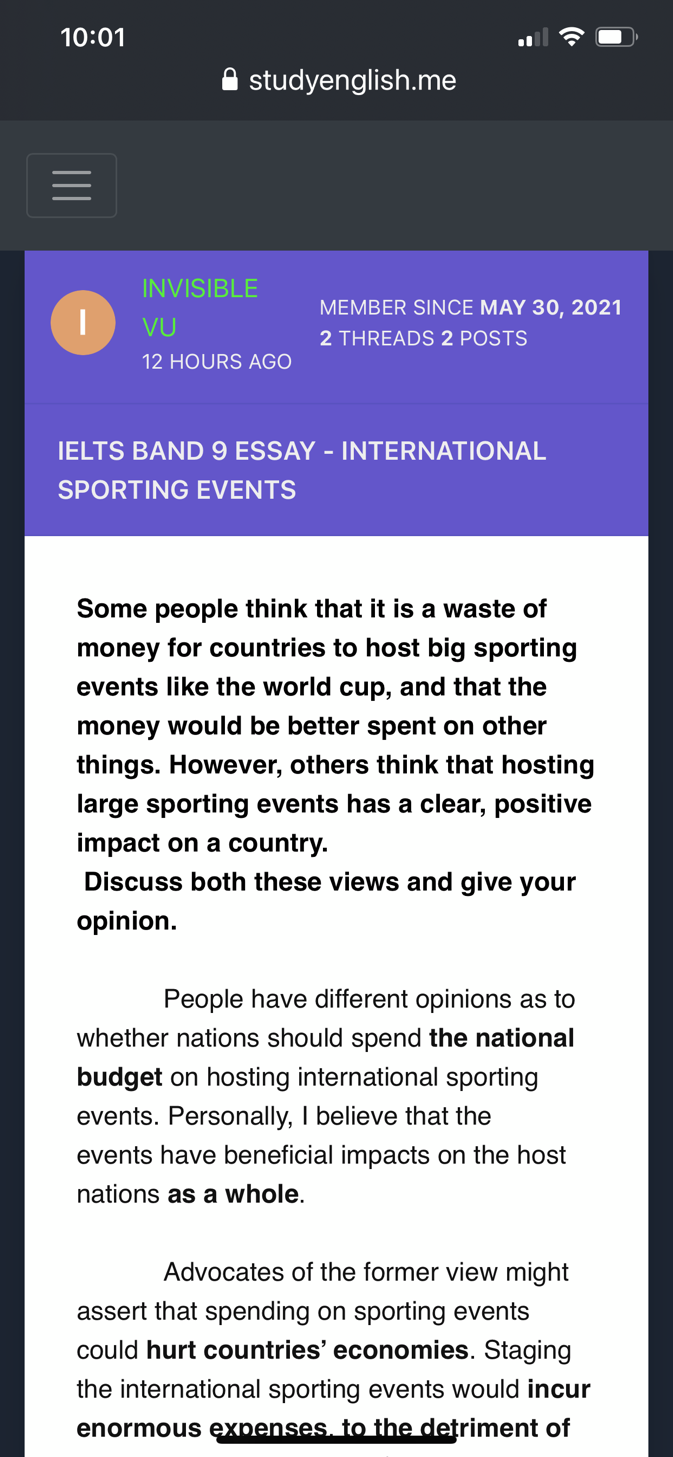 10:01
studyenglish.me
I
INVISIBLE
VU
12 HOURS AGO
MEMBER SINCE MAY 30, 2021
2 THREADS 2 POSTS
IELTS BAND 9 ESSAY - INTERNATIONAL
SPORTING EVENTS
Some people think that it is a waste of
money for countries to host big sporting
events like the world cup, and that the
money would be better spent on other
things. However, others think that hosting
large sporting events has a clear, positive
impact on a country.
Discuss both these views and give your
opinion.
People have different opinions as to
whether nations should spend the national
budget on hosting international sporting
events. Personally, I believe that the
events have beneficial impacts on the host
nations as a whole.
Advocates of the former view might
assert that spending on sporting events
could hurt countries’ economies. Staging
the international sporting events would incur
enormous expenses, to the detriment of